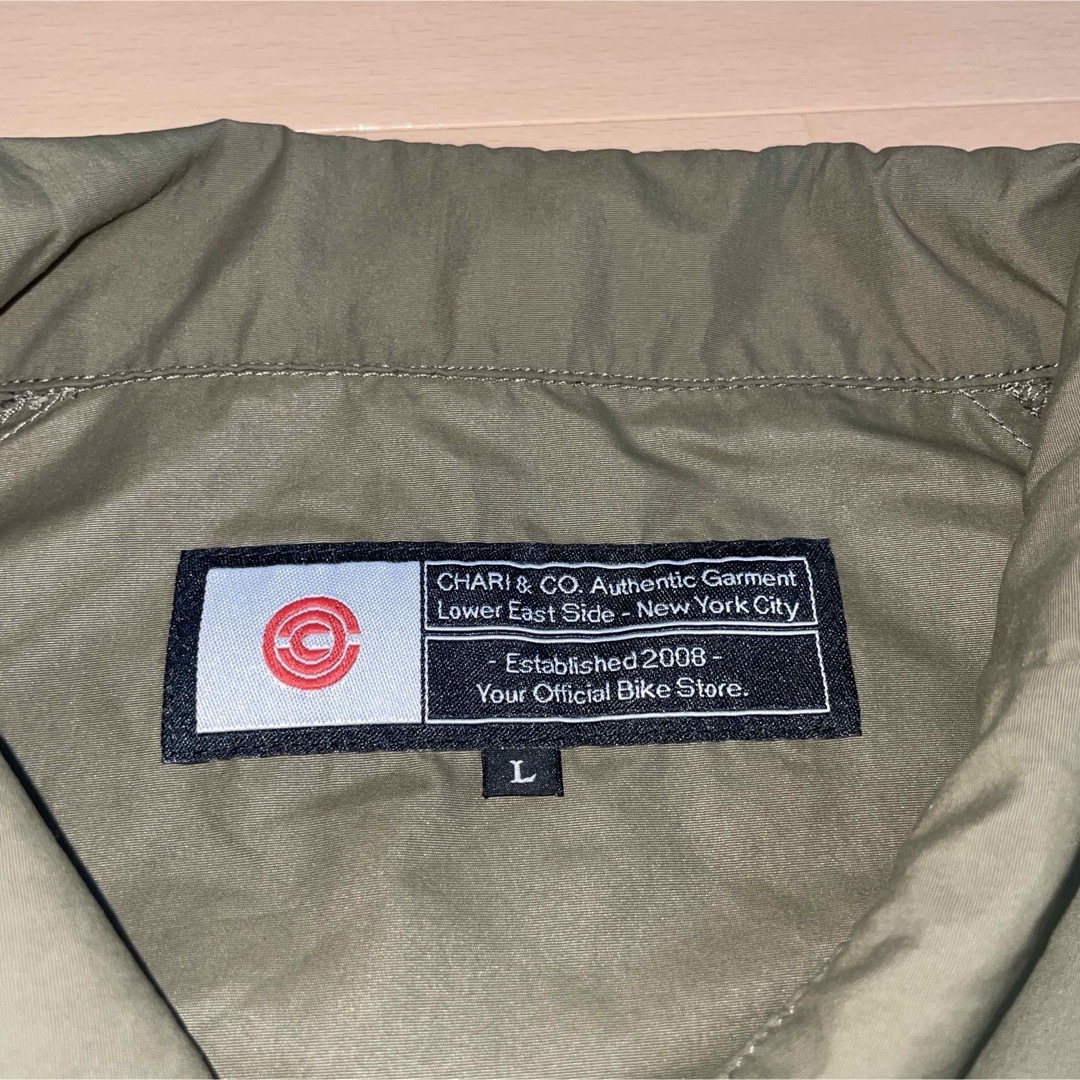 CHARI & CO. Authentic Garment
Lower East Side - New York City
- Established 2008 -
Your Official Bike Store.
L